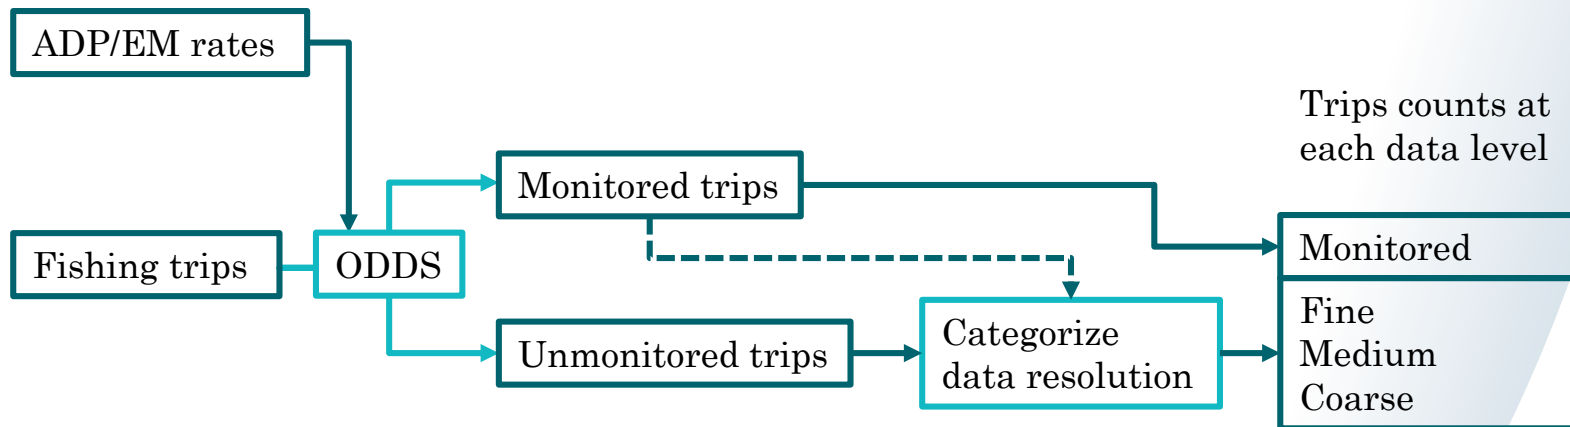 ADP/EM rates
Trips counts at
each data level
Monitored trips
Fishing trips
ODDS
Monitored
Unmonitored trips
Categorize
data resolution
Fine
Medium
Coarse